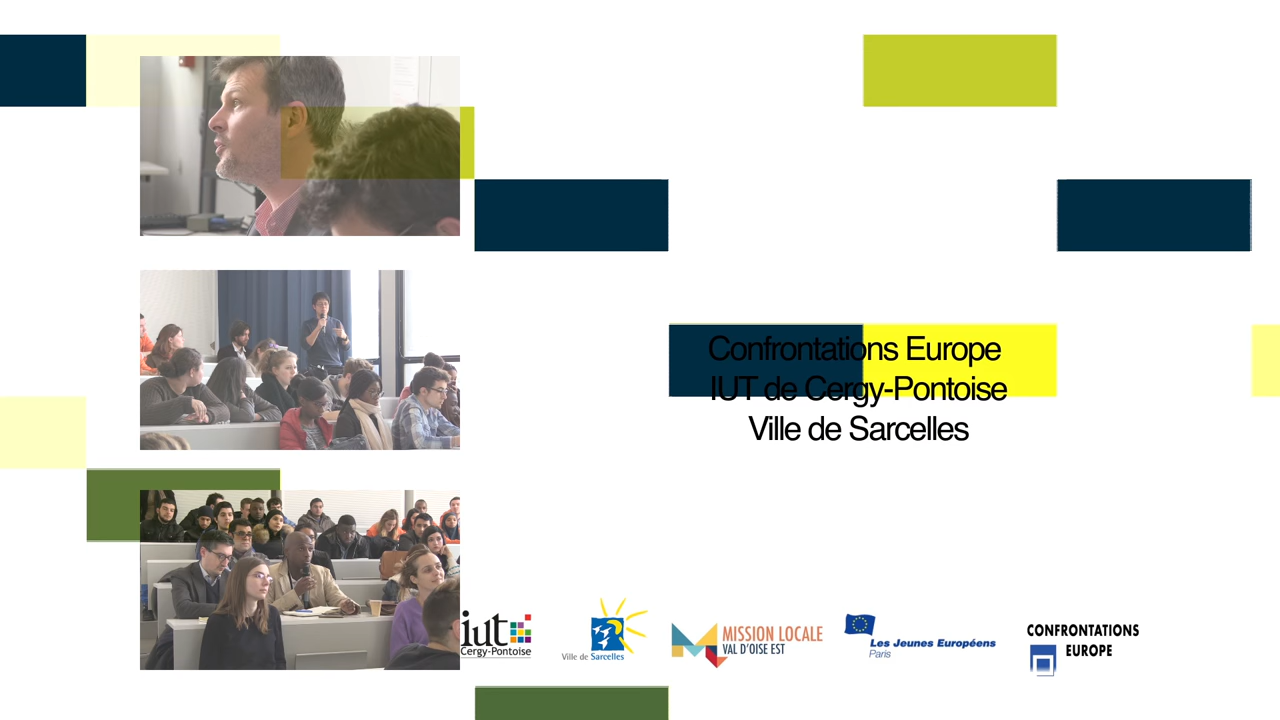 Confrontations Europe
IUT de Cergy-Pontoise
Ville de Sarcelles
iut
Cergy-Pontoise
Ville de Sarcelles
MISSION LOCALE
VAL D'OISE EST
Les Jeunes Européens
Paris
CONFRONTATIONS
EUROPE